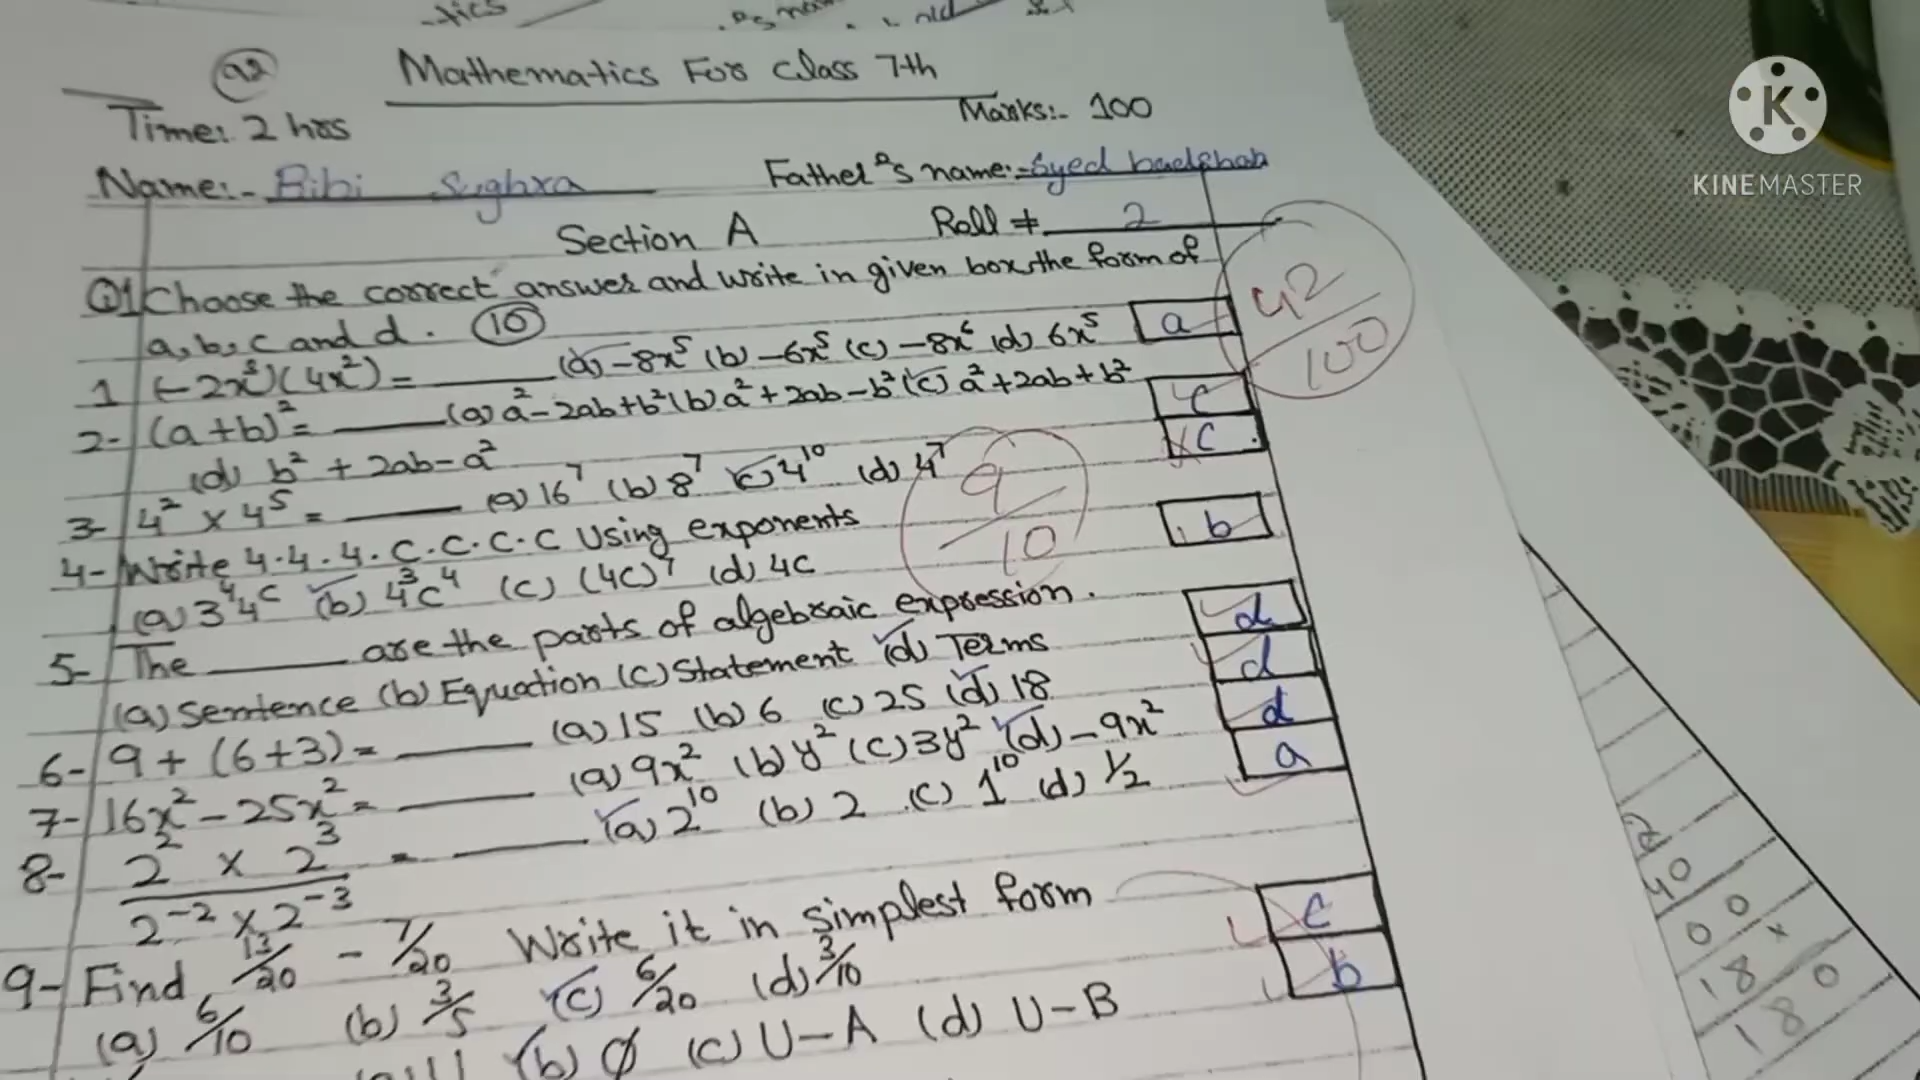 Mathematics For Class 7th
Time: 2 hrs
Marks:- 100
Name:- Bibi Sughra
Father's name:- Syed badshah
Section A
Roll # 2
Q1 Choose the correct answer and write in given box, the form of
a, b, c and d. (10)
42/100
1 (-2x³)(4x²) = ______ (a) -8x⁵ (b) -6x⁵ (c) -8x⁶ (d) 6x⁵ a
2- (a+b)² = ______ (a) a²-2ab+b² (b) a²+2ab-b² (c) a²+2ab+b² c
(d) b²+2ab-a²
3- 4² x 4⁵ = ______ (a) 16⁷ (b) 8⁷ (c) 4¹⁰ (d) 4⁷ c
9/10
4- Write 4.4.4.c.c.c.c Using exponents b
(a) 3⁴4ᶜ (b) 4³c⁴ (c) (4c)⁷ (d) 4c
5- The ______ are the parts of algebraic expression. d
(a) Sentence (b) Equation (c) Statement (d) Terms
6- 9+(6+3) = ______ (a) 15 (b) 6 (c) 25 (d) 18 d
7- 16x²-25x² = ______ (a) 9x² (b) y² (c) 3y² (d) -9x² d
8- 2² x 2³ / 2⁻² x 2⁻³ = ______ (a) 2¹⁰ (b) 2 (c) 1¹⁰ (d) 1/2 a
9- Find 13/20 - 7/20 Write it in simplest form c
(a) 6/10 (b) 3/5 (c) 6/20 (d) 3/10
(b) Ø (c) U-A (d) U-B b
KINEMASTER